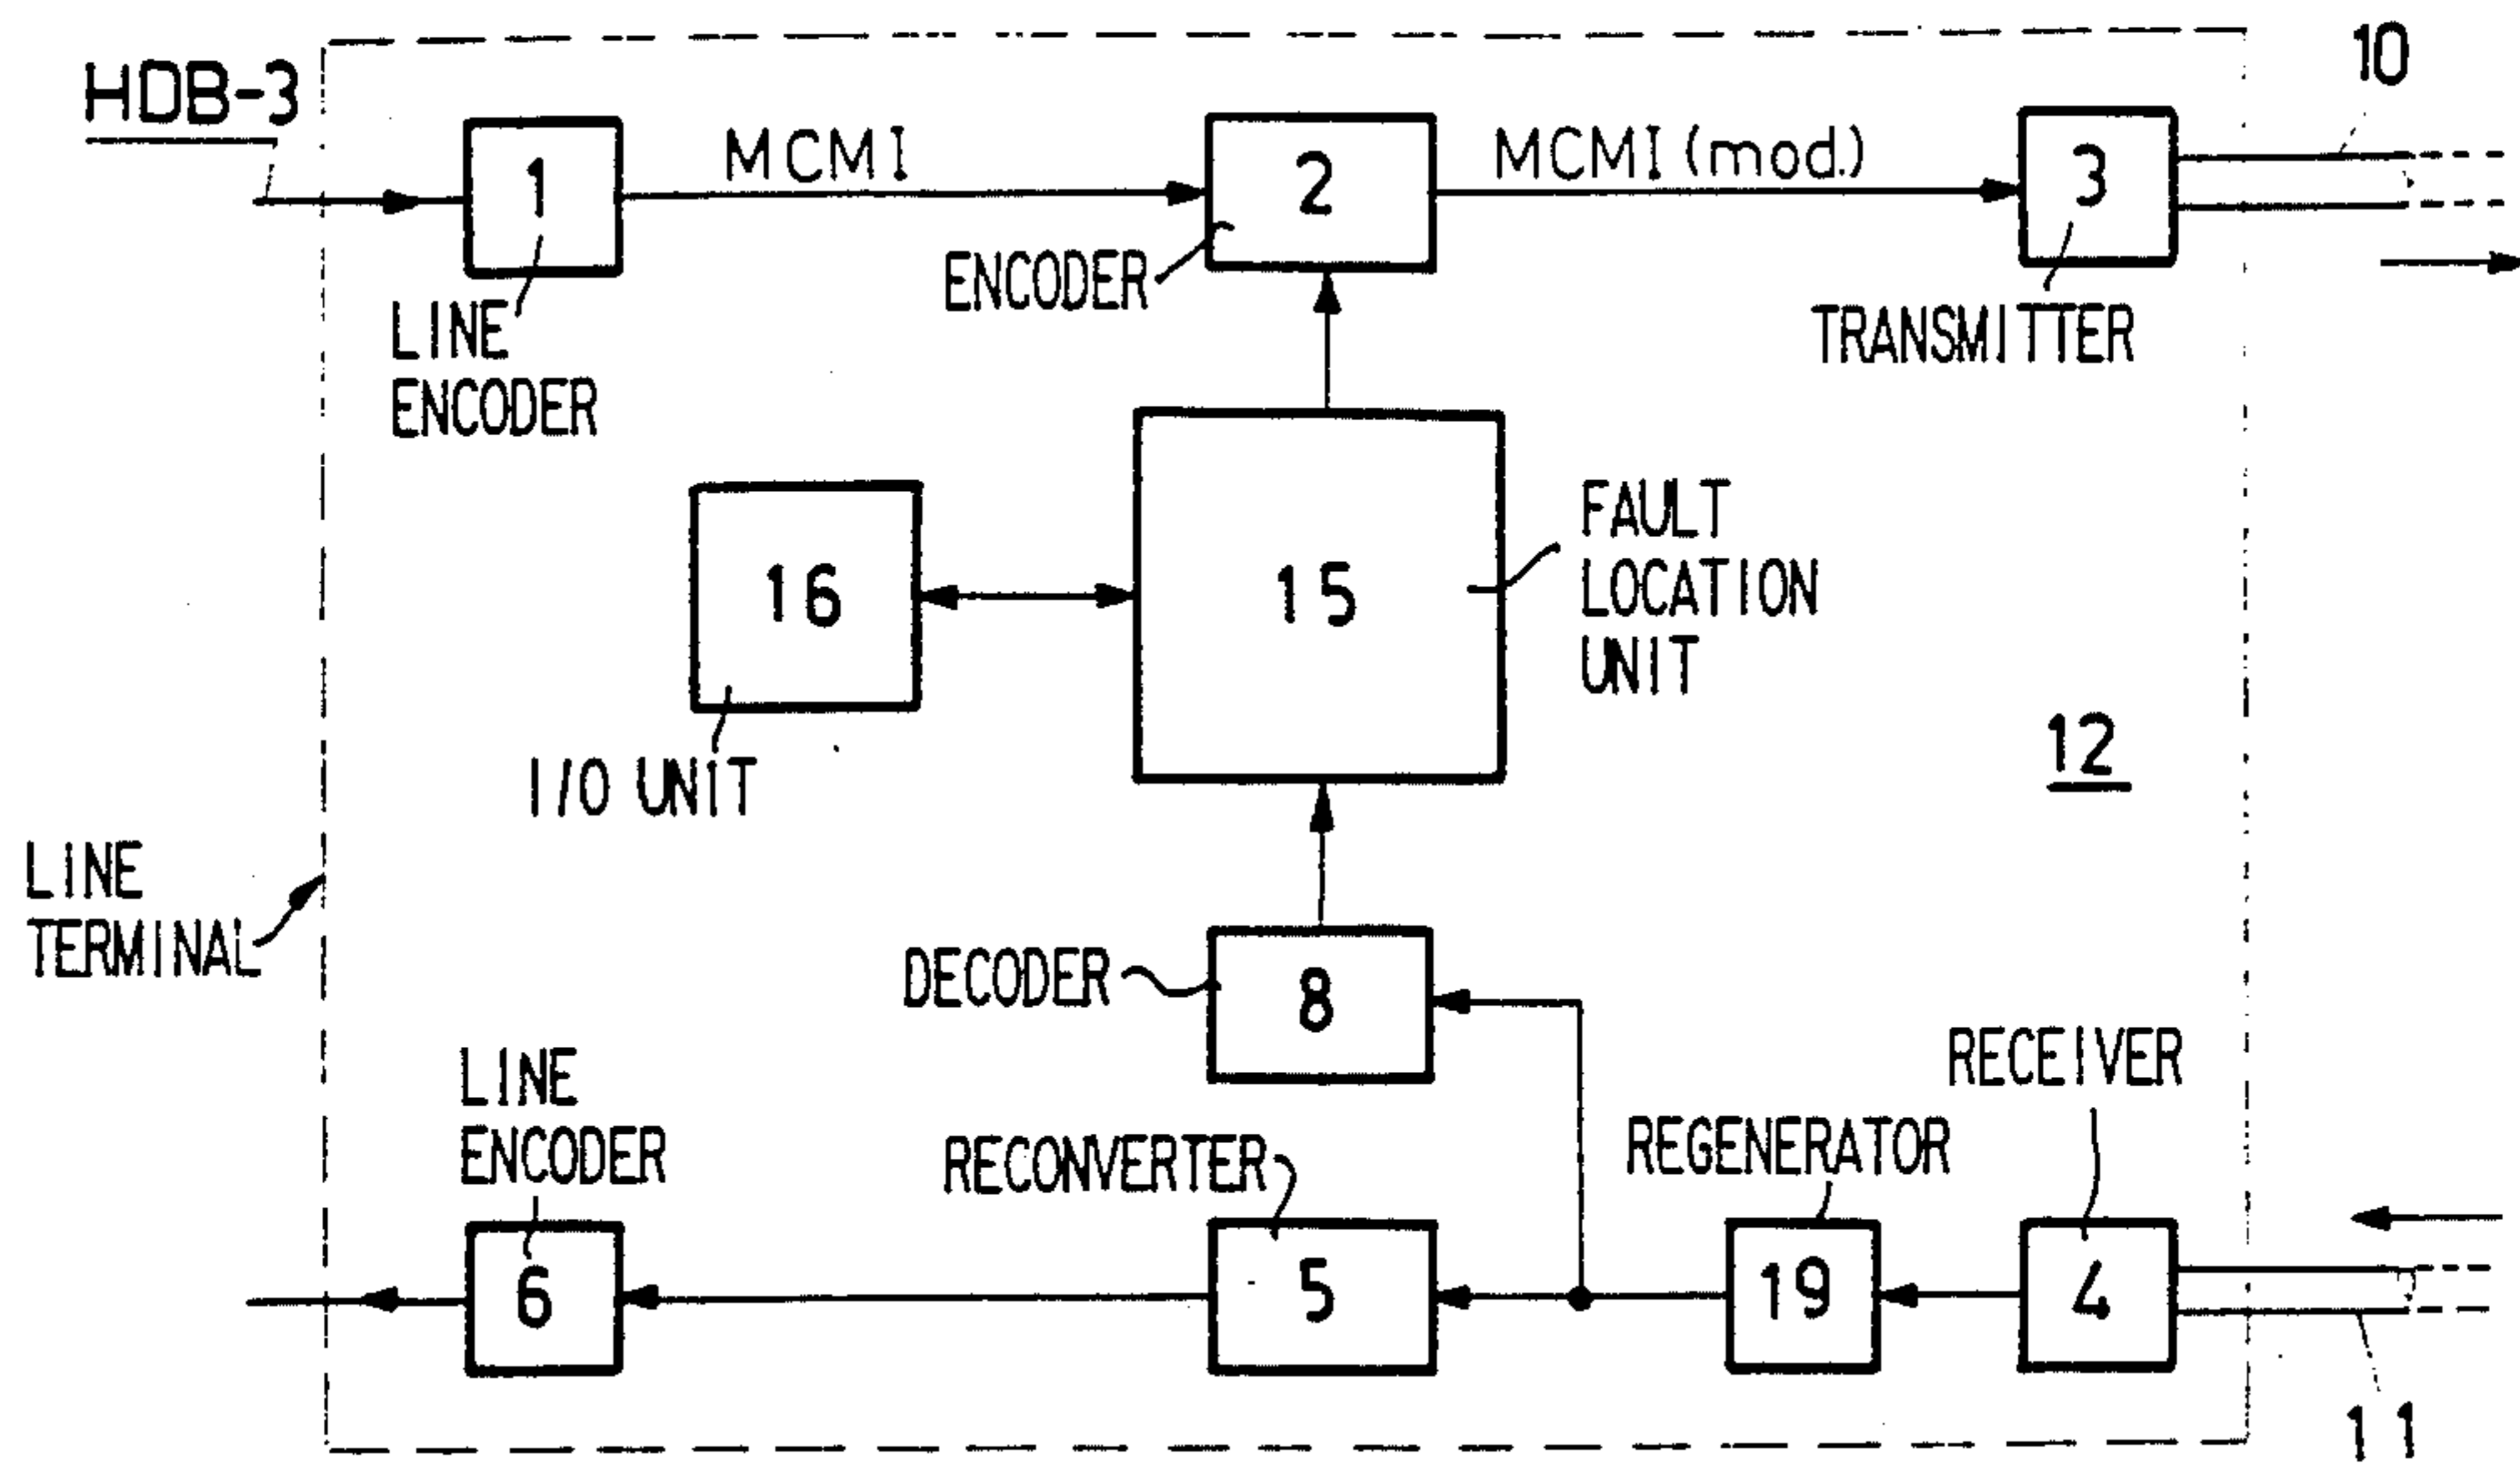 10
HDB-3
MCMI
MCMI (mod.)
1
2
3
ENCODER
LINE
ENCODER
TRANSMITTER
FAULT
LOCATION
UNIT
16
15
12
I/O UNIT
LINE
TERMINAL
DECODER
8
RECEIVER
LINE
ENCODER
RECONVERTER
REGENERATOR
6
5
19
4
11